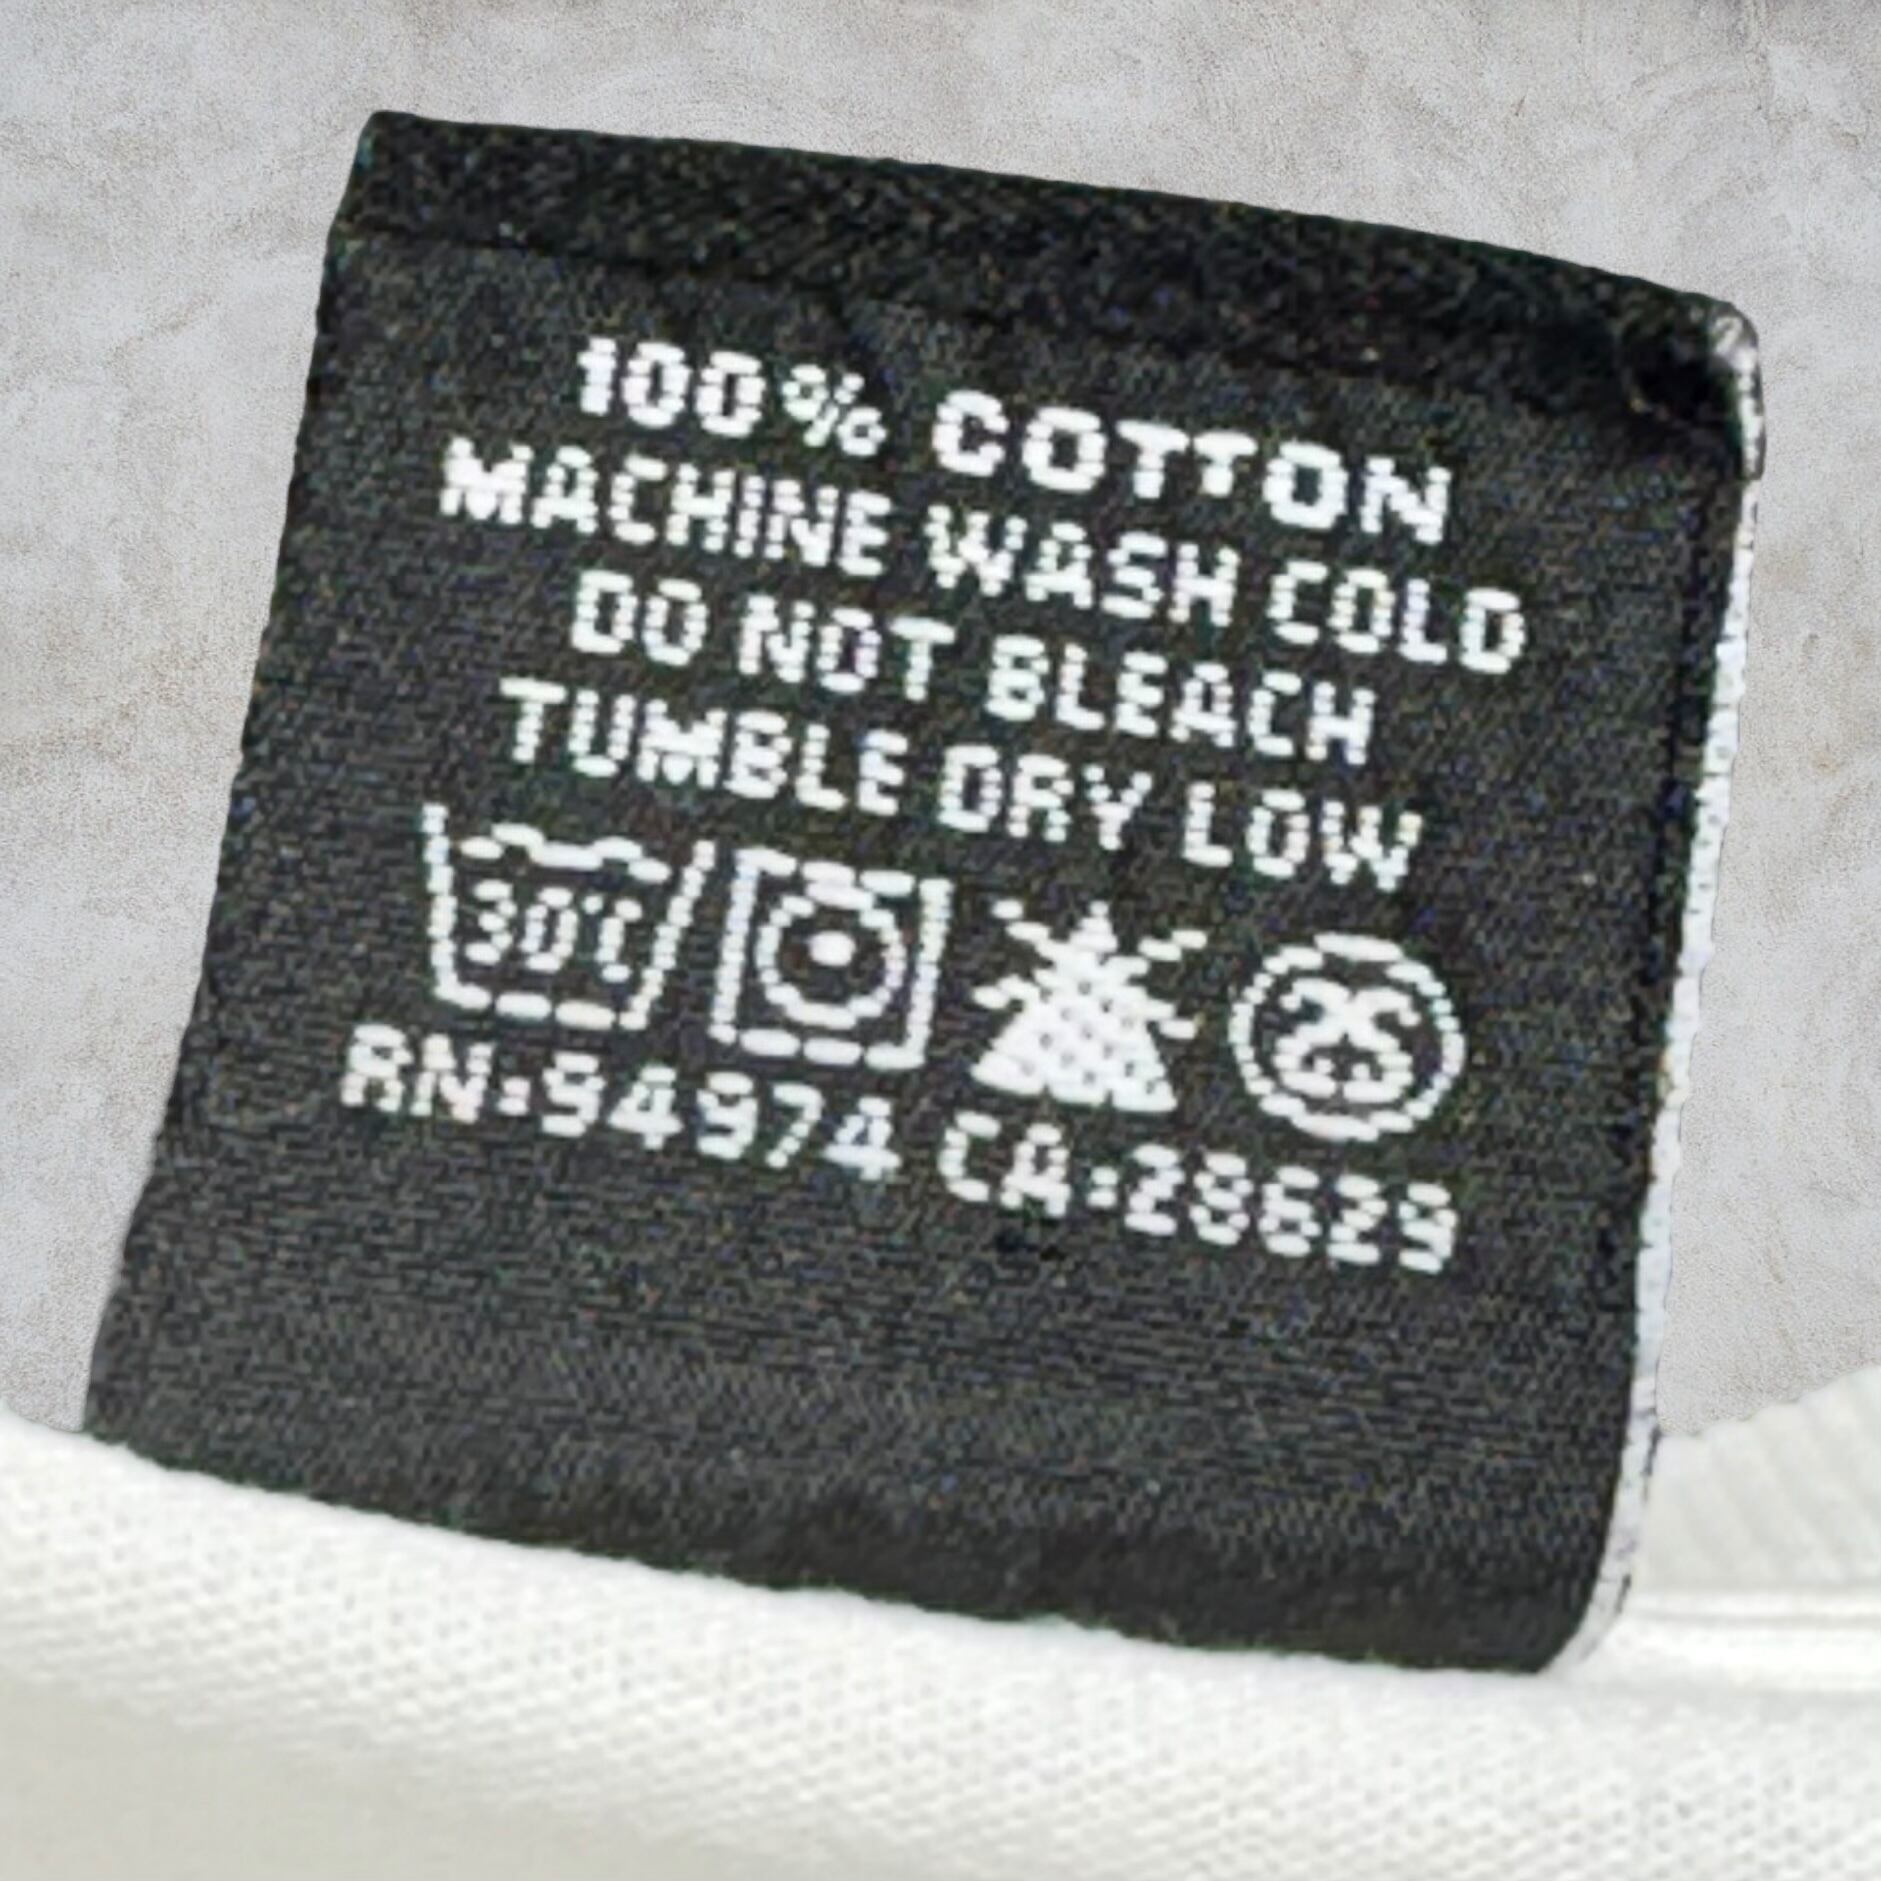 100% COTTON
MACHINE WASH COLD
DO NOT BLEACH
TUMBLE DRY LOW
30°C
RN:94974 CA:28629